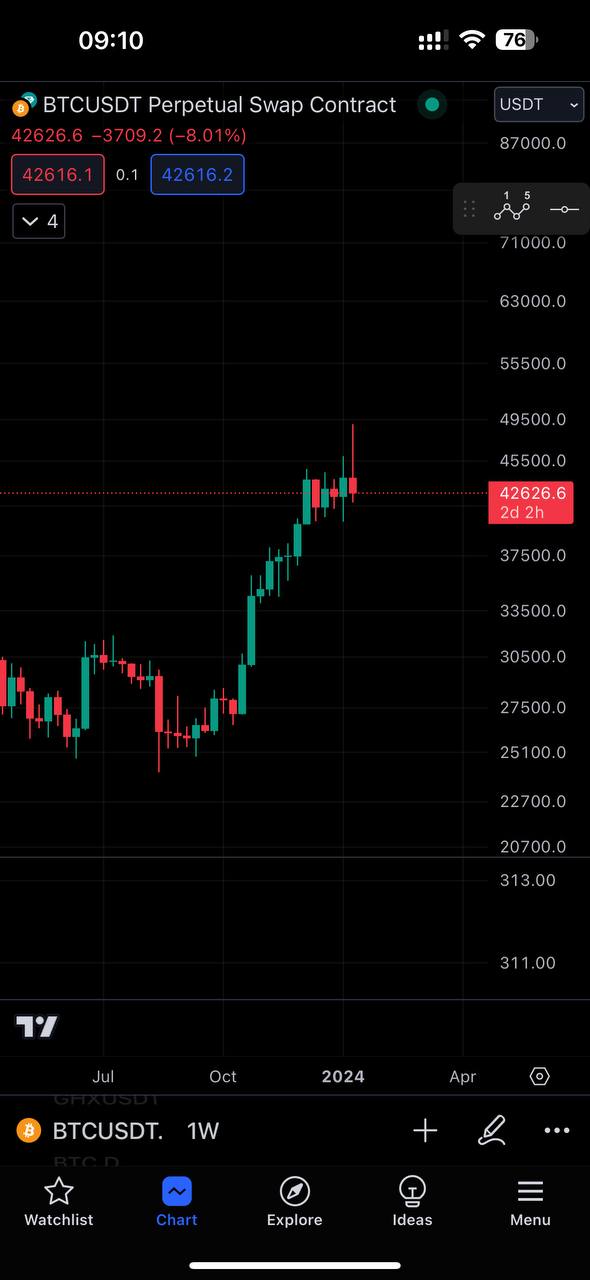 09:10
76
BTCUSDT Perpetual Swap Contract
USDT
42626.6 −3709.2 (−8.01%)
87000.0
42616.1 0.1 42616.2
1 5
4
71000.0
63000.0
55500.0
49500.0
45500.0
42626.6
2d 2h
37500.0
33500.0
30500.0
27500.0
25100.0
22700.0
20700.0
313.00
311.00
Jul Oct 2024 Apr
GHXUSDT
BTCUSDT. 1W
BTC.D
Watchlist Chart Explore Ideas Menu